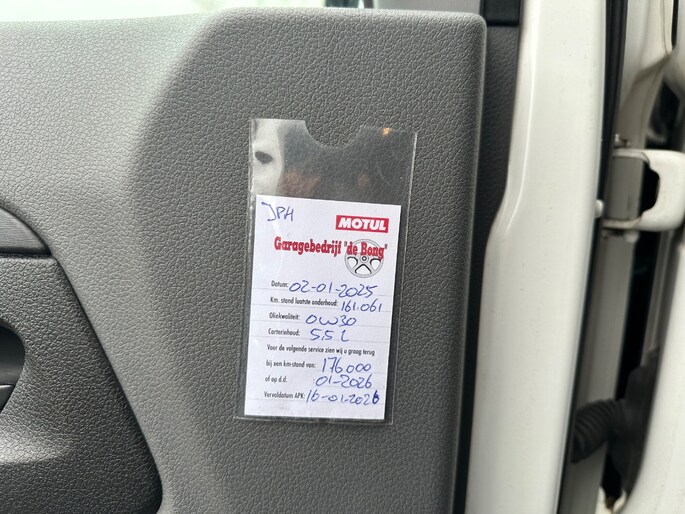 JPH
MOTUL
Garagebedrijf "de Bong"
Datum: 02-01-2025
Km. stand laatste onderhoud: 161.061
Oliekwaliteit: 0W30
Carterinhoud: 5.5 L
Voor de volgende service zien wij u graag terug
bij een km-stand van: 176000
of op d.d. 01-2026
Vervaldatum APK: 16-01-2026